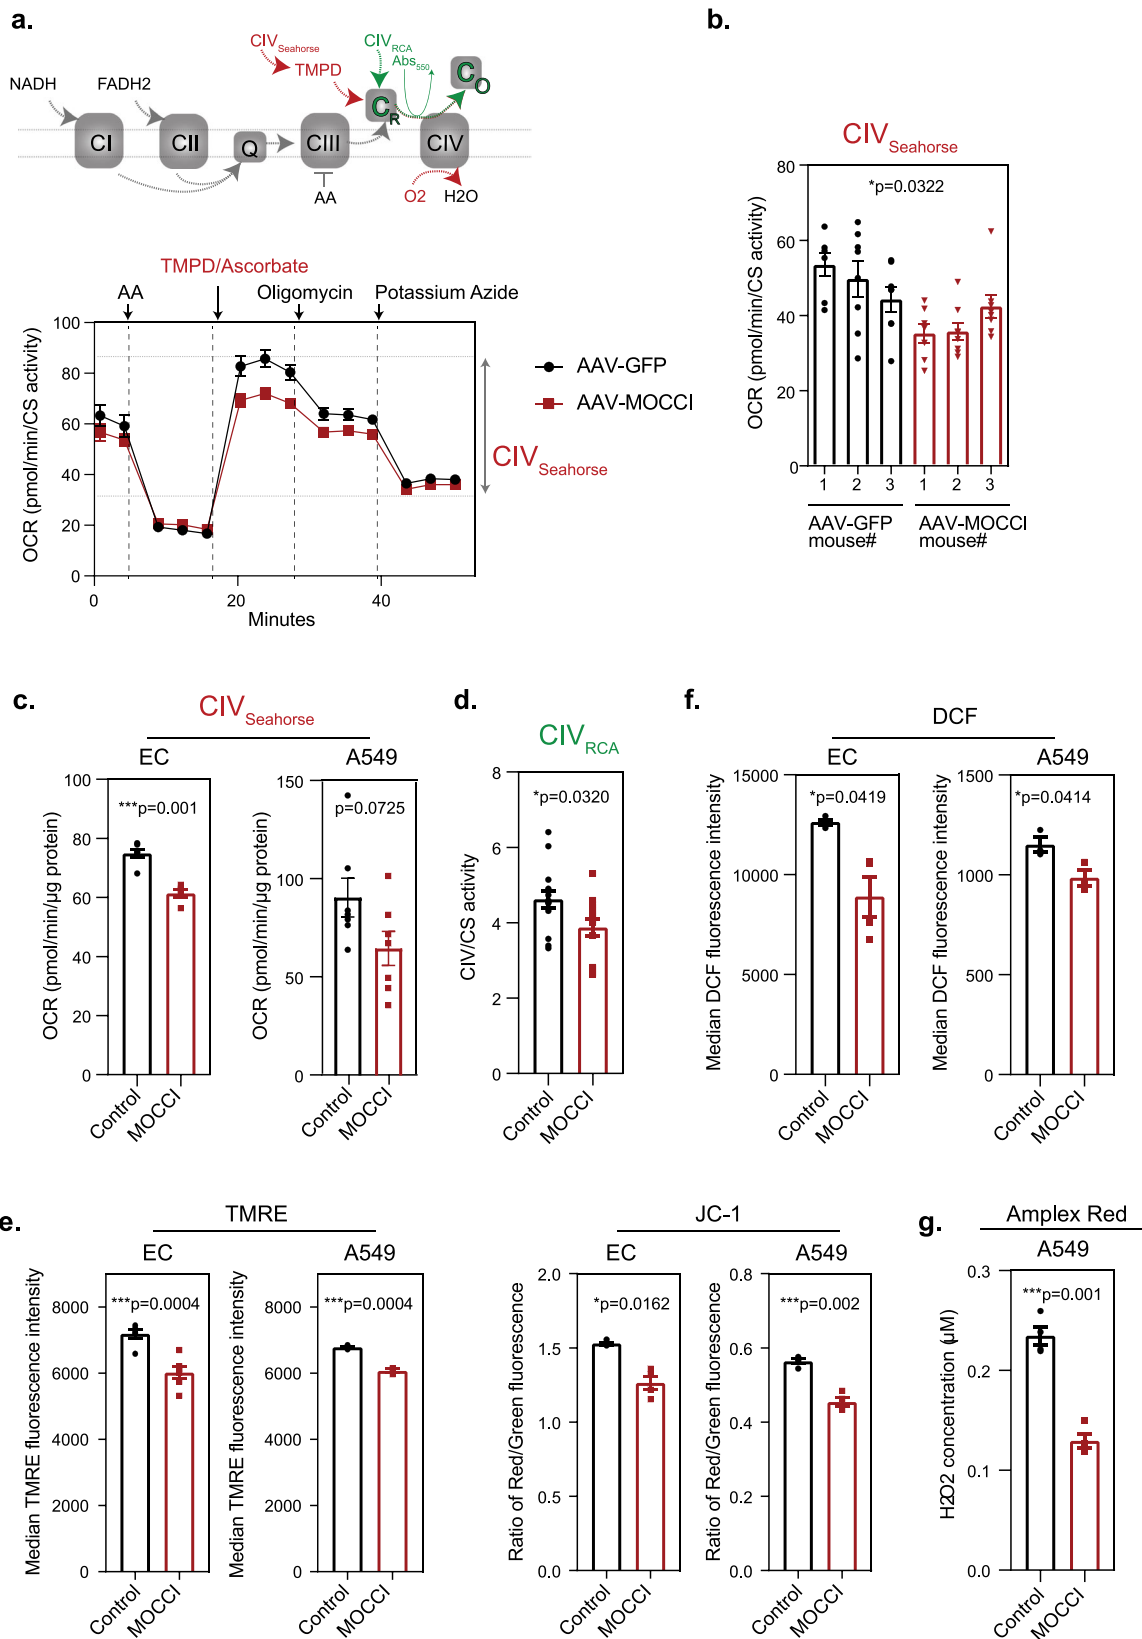 a.
CIV Seahorse
CIV RCA
Abs550
TMPD
NADH
FADH2
CR
CO
CI
CII
Q
CIII
CIV
AA
O2
H2O
TMPD/Ascorbate
AA
Oligomycin
Potassium Azide
OCR (pmol/min/CS activity)
100
80
60
40
20
0
0
20
40
Minutes
AAV-GFP
AAV-MOCCI
CIV Seahorse
b.
CIV Seahorse
*p=0.0322
OCR (pmol/min/CS activity)
80
60
40
20
0
1 2 3 1 2 3
AAV-GFP
mouse#
AAV-MOCCI
mouse#
c.
CIV Seahorse
EC
***p=0.001
OCR (pmol/min/µg protein)
100
80
60
40
20
0
Control
MOCCI
A549
p=0.0725
OCR (pmol/min/µg protein)
150
100
50
0
Control
MOCCI
d.
CIV RCA
*p=0.0320
CIV/CS activity
8
6
4
2
0
Control
MOCCI
f.
DCF
EC
*p=0.0419
Median DCF fluorescence intensity
15000
10000
5000
0
Control
MOCCI
A549
*p=0.0414
Median DCF fluorescence intensity
1500
1000
500
0
Control
MOCCI
e.
TMRE
EC
***p=0.0004
Median TMRE fluorescence intensity
8000
6000
4000
2000
0
Control
MOCCI
A549
***p=0.0004
Median TMRE fluorescence intensity
8000
6000
4000
2000
0
Control
MOCCI
JC-1
EC
*p=0.0162
Ratio of Red/Green fluorescence
2.0
1.5
1.0
0.5
0.0
Control
MOCCI
A549
***p=0.002
Ratio of Red/Green fluorescence
0.8
0.6
0.4
0.2
0.0
Control
MOCCI
g.
Amplex Red
A549
***p=0.001
H2O2 concentration (µM)
0.3
0.2
0.1
0.0
Control
MOCCI